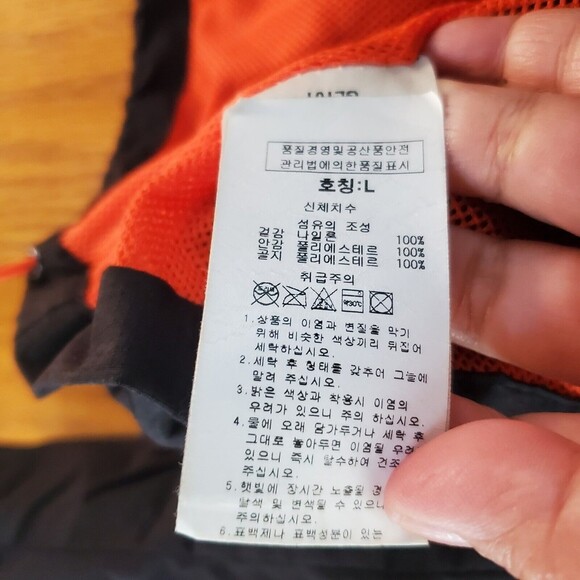 품질경영및공산품안전
관리법에의한품질표시
호칭:L
신체치수
섬유의 조성
겉감 나일론 100%
안감 폴리에스테르 100%
폴리에스테르 100%
취급주의
1.상품의 이염과 변질을 막기
위해 비슷한 색상끼리 뒤집어
세탁하십시오.
2.세탁 후 형태를 갖추어 그늘에
말려 주십시오.
3.밝은 색상과 착용시 이염의
우려가 있으니 주의 하십시오.
4.물에 오래 담가두거나 세탁 후
그대로 놓아두면 이염될 우려
있으니 즉시 탈수하여 건조
주십시오.
5.햇빛에 장시간 노출될
탈색 및 변색될 수 있으니
주의하십시오.
6.표백제나 표백성분이 있는